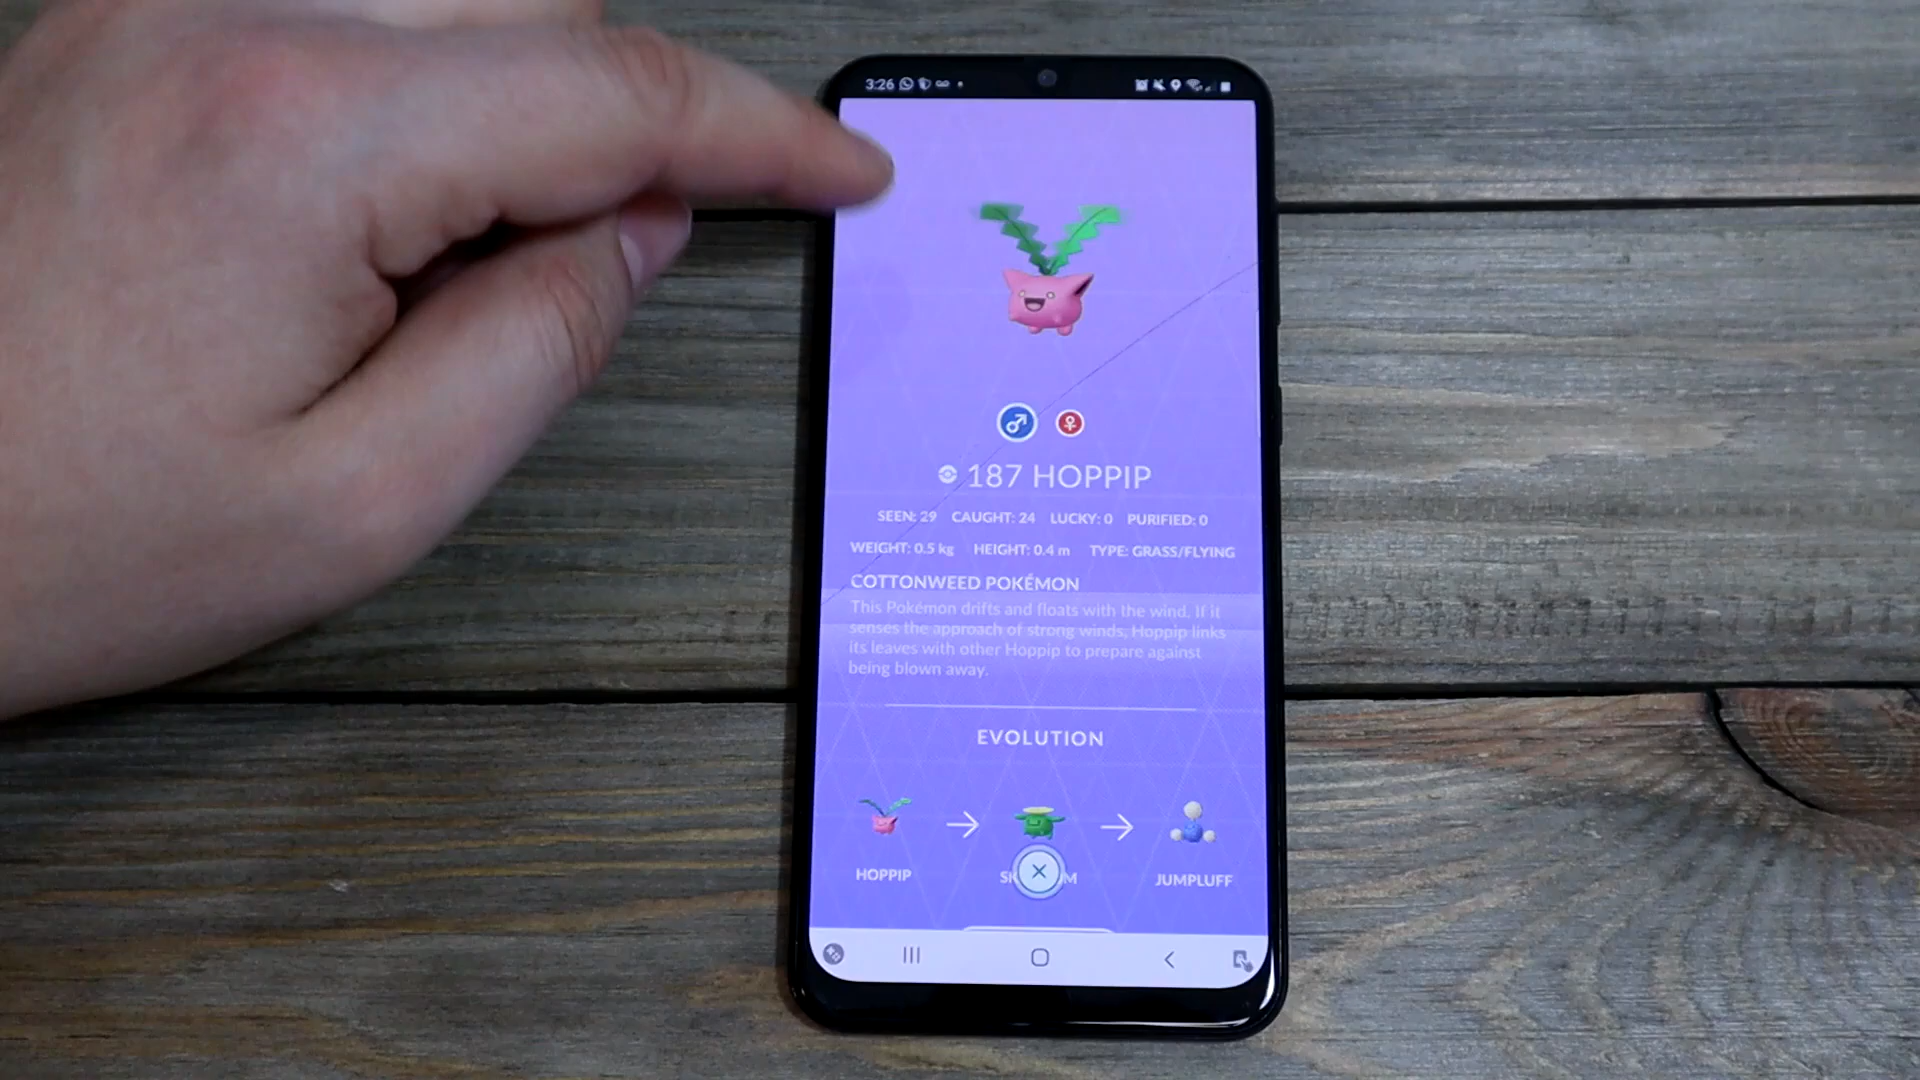 3:26
187 HOPPIP
SEEN: 29 CAUGHT: 24 LUCKY: 0 PURIFIED: 0
WEIGHT: 0.5 kg HEIGHT: 0.4 m TYPE: GRASS/FLYING
COTTONWEED POKÉMON
This Pokémon drifts and floats with the wind. If it
senses the approach of strong winds, Hoppip links
its leaves with other Hoppip to prepare against
being blown away.
EVOLUTION
HOPPIP
JUMPLUFF